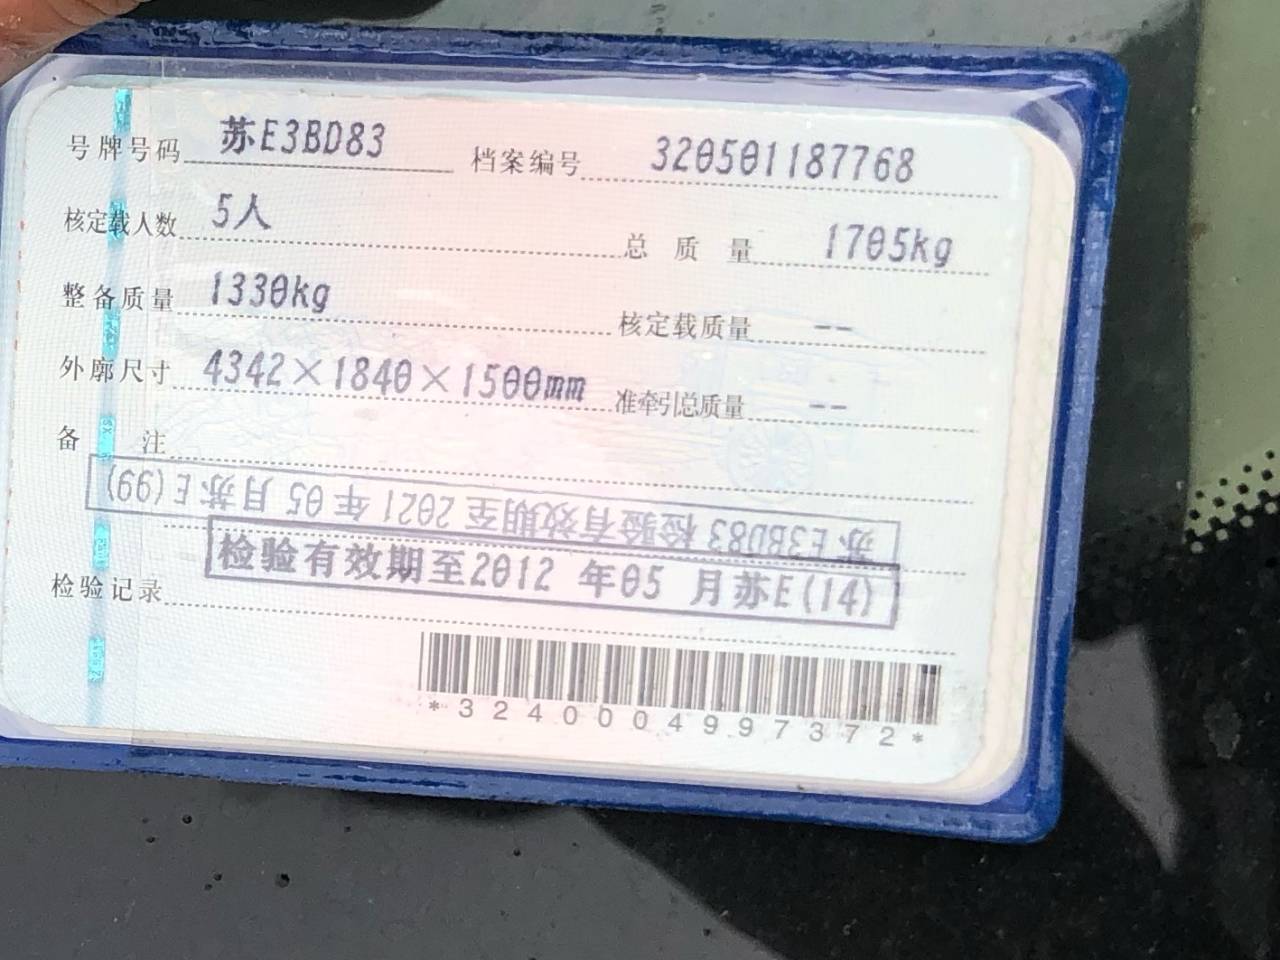 号牌号码 苏E3BD83 档案编号 320501187768
核定载人数 5人 总质量 1705kg
整备质量 1330kg 核定载质量 --
外廓尺寸 4342×1840×1500mm 准牵引总质量 --
备注
苏E3BD83 检验有效期至2021 年05 月苏E(99)
检验有效期至2012 年05 月苏E(14)
检验记录
*3240004997372*